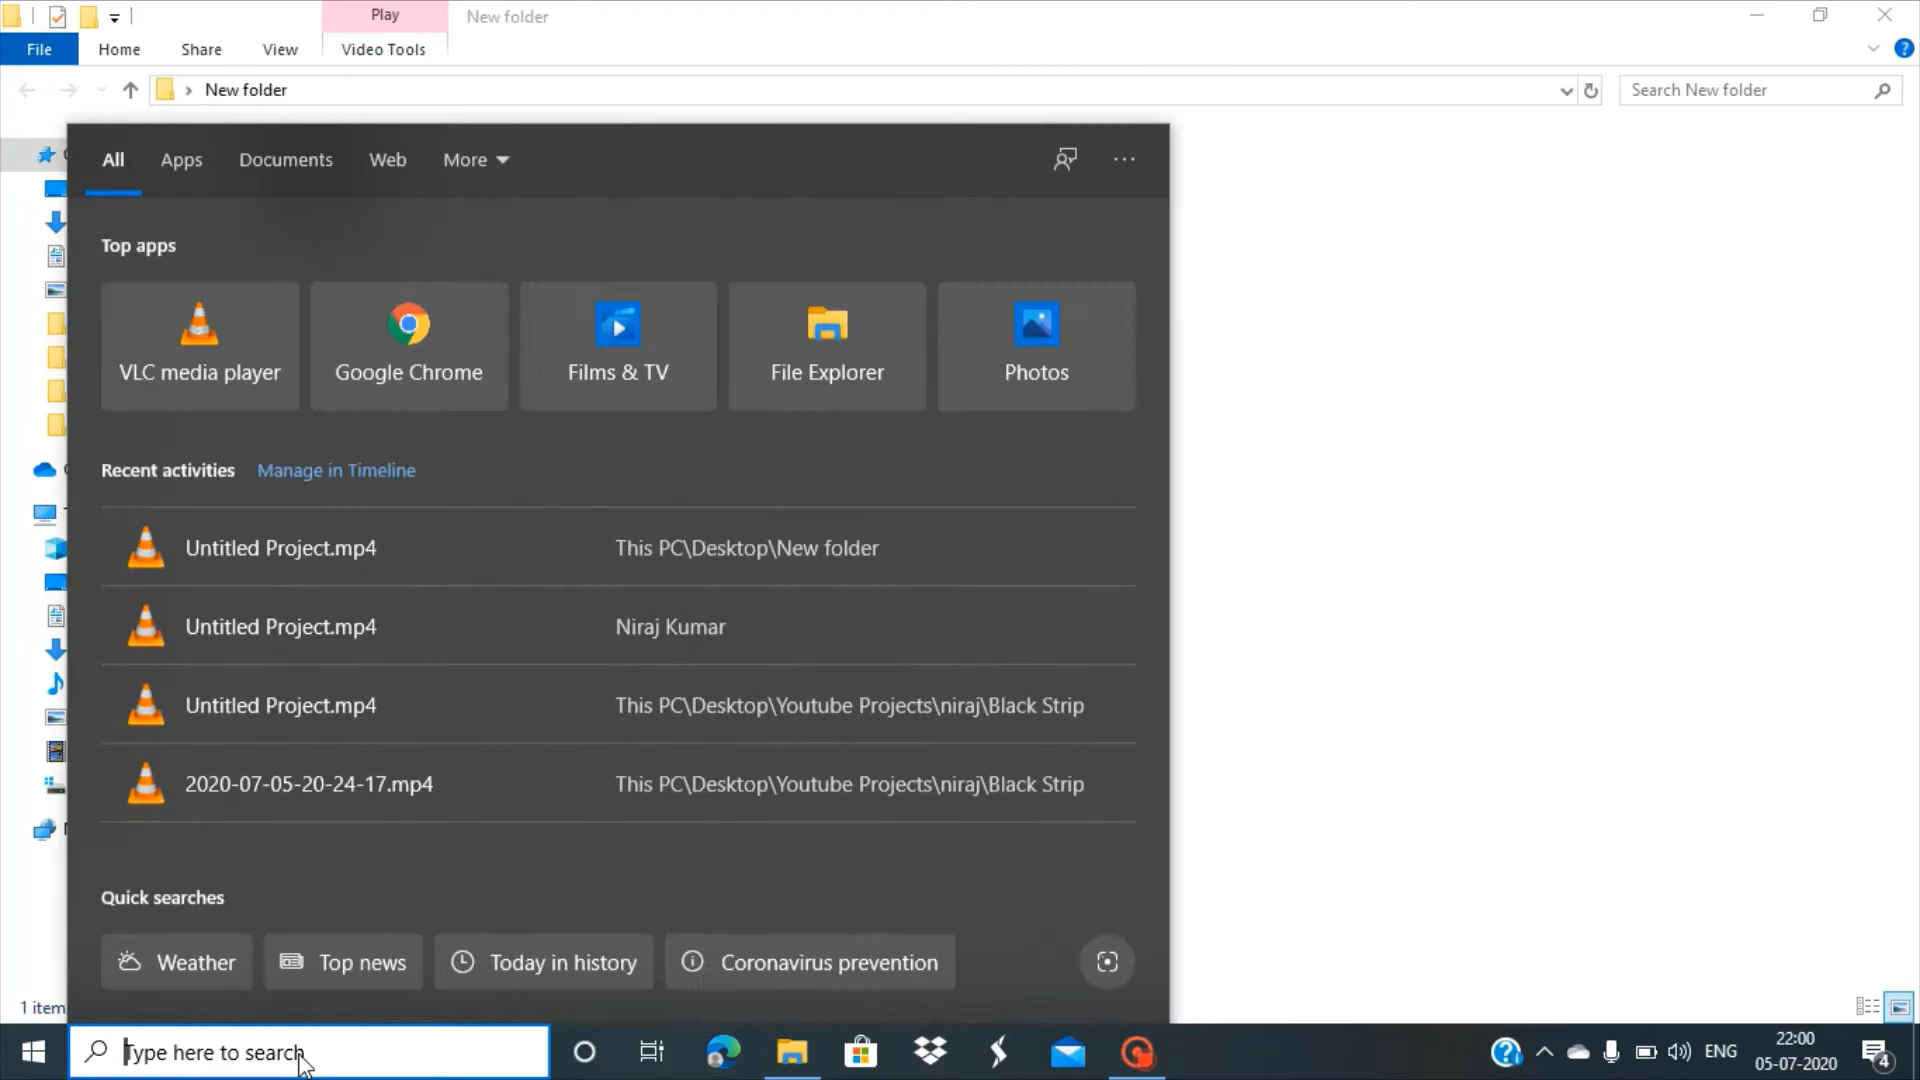 Play
New folder
File
Home
Share
View
Video Tools
New folder
Search New folder
All
Apps
Documents
Web
More
Top apps
VLC media player
Google Chrome
Films & TV
File Explorer
Photos
Recent activities
Manage in Timeline
Untitled Project.mp4
This PC\Desktop\New folder
Untitled Project.mp4
Niraj Kumar
Untitled Project.mp4
This PC\Desktop\Youtube Projects\niraj\Black Strip
2020-07-05-20-24-17.mp4
This PC\Desktop\Youtube Projects\niraj\Black Strip
Quick searches
Weather
Top news
Today in history
Coronavirus prevention
1 item
Type here to search
ENG
22:00
05-07-2020
4